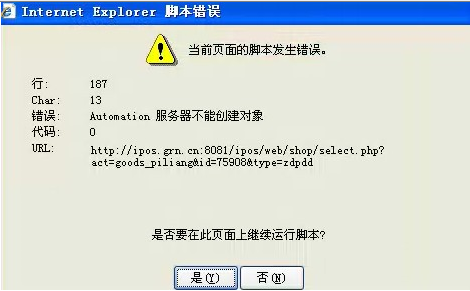 Internet Explorer 脚本错误
当前页面的脚本发生错误。
行: 187
Char: 13
错误: Automation 服务器不能创建对象
代码: 0
URL: http://ipos.grn.cn:8081/ipos/web/shop/select.php?
act=goods_piliang&id=75908&type=zdpdd
是否要在此页面上继续运行脚本?
是(Y) 否(N)